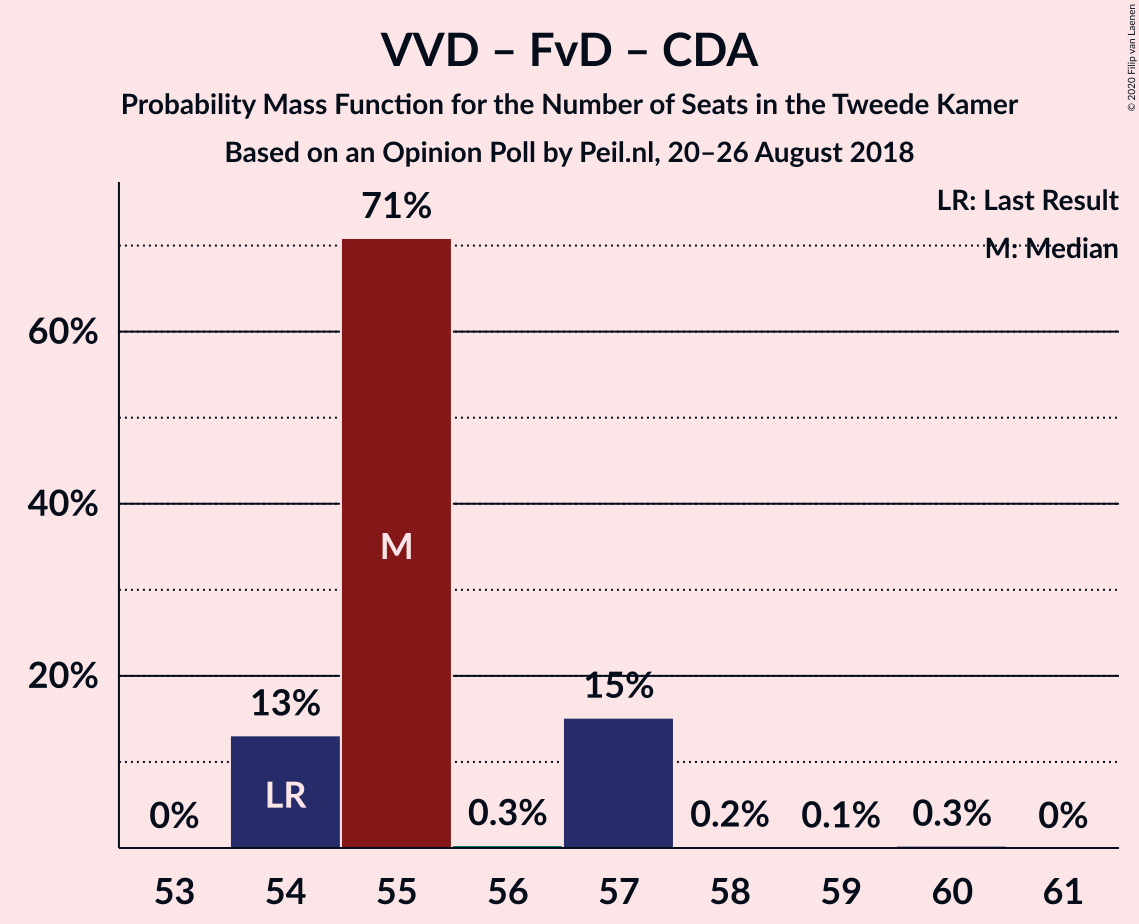 VVD – FvD – CDA
Probability Mass Function for the Number of Seats in the Tweede Kamer
Based on an Opinion Poll by Peil.nl, 20–26 August 2018
© 2020 Filip van Laenen
LR: Last Result
M: Median
71%
60%
40%
M
20%
15%
13%
LR
0%
0.3%
0.2%
0.1%
0.3%
0%
53 54 55 56 57 58 59 60 61